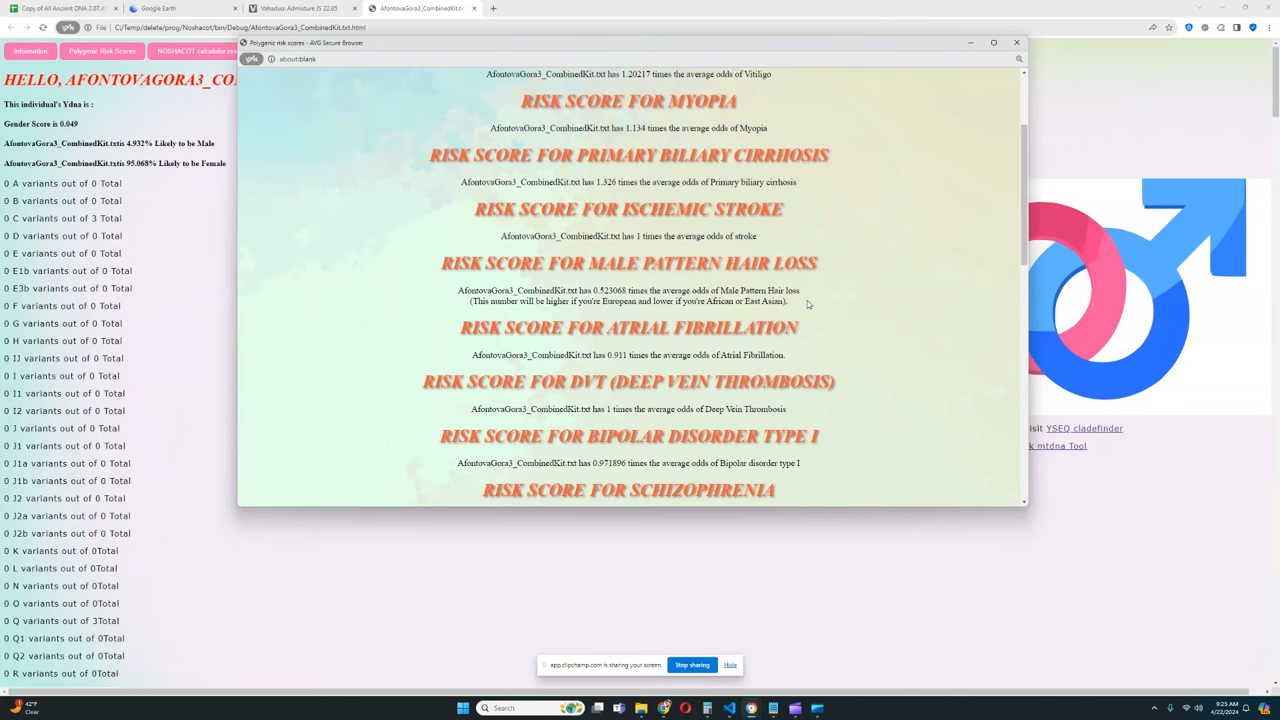 Copy of All Ancient DNA 2.07.4
Google Earth
Vahaduo: Admixture JS 22.05
AfontovaGora3_CombinedKit.txt.h
VPN
File
C:/Temp/delete/prog/Noshacot/bin/Debug/AfontovaGora3_CombinedKit.txt.html
Information
Polygenic Risk Scores
NOSHACOT calculator res
HELLO, AFONTOVAGORA3_CO
This individual's Ydna is :
Gender Score is 0.049
AfontovaGora3_CombinedKit.txtis 4.932% Likely to be Male
AfontovaGora3_CombinedKit.txtis 95.068% Likely to be Female
0 A variants out of 0 Total
0 B variants out of 0 Total
0 C variants out of 3 Total
0 D variants out of 0 Total
0 E variants out of 0 Total
0 E1b variants out of 0 Total
0 E3b variants out of 0 Total
0 F variants out of 0 Total
0 G variants out of 0 Total
0 H variants out of 0 Total
0 IJ variants out of 0 Total
0 I variants out of 0 Total
0 I1 variants out of 0 Total
0 I2 variants out of 0 Total
0 J variants out of 0 Total
0 J1 variants out of 0 Total
0 J1a variants out of 0 Total
0 J1b variants out of 0 Total
0 J2 variants out of 0 Total
0 J2a variants out of 0 Total
0 J2b variants out of 0 Total
0 K variants out of 0Total
0 L variants out of 0Total
0 N variants out of 0Total
0 O variants out of 0Total
0 Q variants out of 3Total
0 Q1 variants out of 0Total
0 Q2 variants out of 0Total
0 R variants out of 0Total
Polygenic risk scores - AVG Secure Browser
VPN
about:blank
AfontovaGora3_CombinedKit.txt has 1.20217 times the average odds of Vitiligo
RISK SCORE FOR MYOPIA
AfontovaGora3_CombinedKit.txt has 1.134 times the average odds of Myopia
RISK SCORE FOR PRIMARY BILIARY CIRRHOSIS
AfontovaGora3_CombinedKit.txt has 1.326 times the average odds of Primary biliary cirrhosis
RISK SCORE FOR ISCHEMIC STROKE
AfontovaGora3_CombinedKit.txt has 1 times the average odds of stroke
RISK SCORE FOR MALE PATTERN HAIR LOSS
AfontovaGora3_CombinedKit.txt has 0.523068 times the average odds of Male Pattern Hair loss
(This number will be higher if you're European and lower if you're African or East Asian).
RISK SCORE FOR ATRIAL FIBRILLATION
AfontovaGora3_CombinedKit.txt has 0.911 times the average odds of Atrial Fibrillation.
RISK SCORE FOR DVT (DEEP VEIN THROMBOSIS)
AfontovaGora3_CombinedKit.txt has 1 times the average odds of Deep Vein Thrombosis
RISK SCORE FOR BIPOLAR DISORDER TYPE I
AfontovaGora3_CombinedKit.txt has 0.971896 times the average odds of Bipolar disorder type I
RISK SCORE FOR SCHIZOPHRENIA
isit YSEQ cladefinder
k mtdna Tool
app.clipchamp.com is sharing your screen.
Stop sharing
Hide
42°F
Clear
Search
9:25 AM
4/22/2024